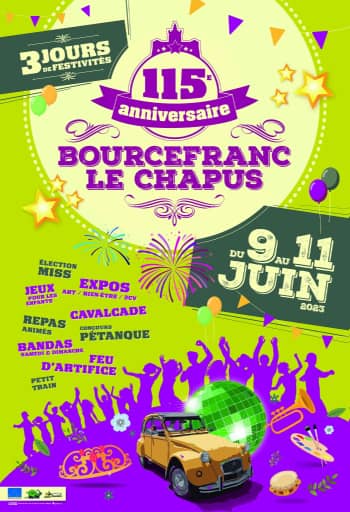 3 JOURS
DE FESTIVITÉS
115E
anniversaire
BOURCEFRANC
LE CHAPUS
DU 9 AU 11
JUIN
2023
ÉLECTION
MISS
JEUX
POUR LES
ENFANTS
EXPOS
ART / BIEN-ÊTRE / 2CV
CAVALCADE
REPAS
ANIMÉS
CONCOURS
PÉTANQUE
BANDAS
SAMEDI & DIMANCHE
FEU
D'ARTIFICE
PETIT
TRAIN